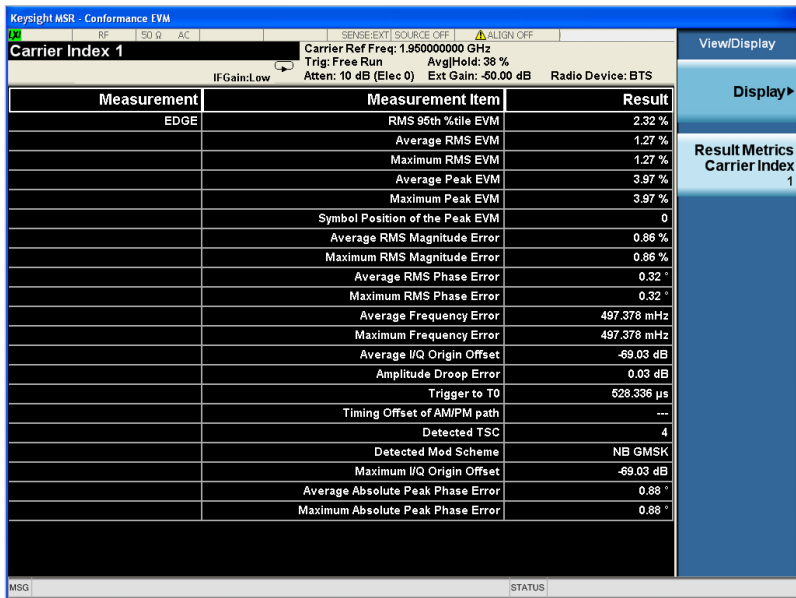 Keysight MSR - Conformance EVM
LXI RF 50 Ω AC SENSE:EXT SOURCE OFF ALIGN OFF
Carrier Index 1
Carrier Ref Freq: 1.950000000 GHz
Trig: Free Run Avg|Hold: 38 %
IFGain:Low Atten: 10 dB (Elec 0) Ext Gain: -50.00 dB Radio Device: BTS
Measurement Measurement Item Result
EDGE RMS 95th %tile EVM 2.32 %
Average RMS EVM 1.27 %
Maximum RMS EVM 1.27 %
Average Peak EVM 3.97 %
Maximum Peak EVM 3.97 %
Symbol Position of the Peak EVM 0
Average RMS Magnitude Error 0.86 %
Maximum RMS Magnitude Error 0.86 %
Average RMS Phase Error 0.32 °
Maximum RMS Phase Error 0.32 °
Average Frequency Error 497.378 mHz
Maximum Frequency Error 497.378 mHz
Average I/Q Origin Offset -69.03 dB
Amplitude Droop Error 0.03 dB
Trigger to T0 528.336 µs
Timing Offset of AM/PM path ---
Detected TSC 4
Detected Mod Scheme NB GMSK
Maximum I/Q Origin Offset -69.03 dB
Average Absolute Peak Phase Error 0.88 °
Maximum Absolute Peak Phase Error 0.88 °
View/Display
Display
Result Metrics
Carrier Index
1
MSG STATUS